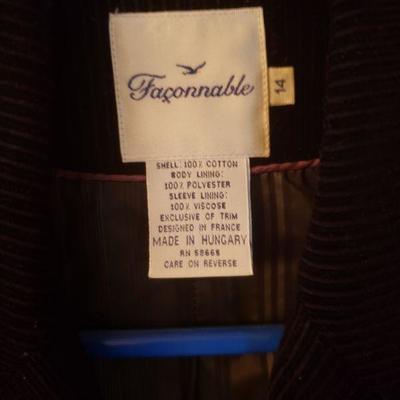 Façonnable
14
SHELL: 100% COTTON
BODY LINING:
100% POLYESTER
SLEEVE LINING:
100% VISCOSE
EXCLUSIVE OF TRIM
DESIGNED IN FRANCE
MADE IN HUNGARY
RN 58668
CARE ON REVERSE